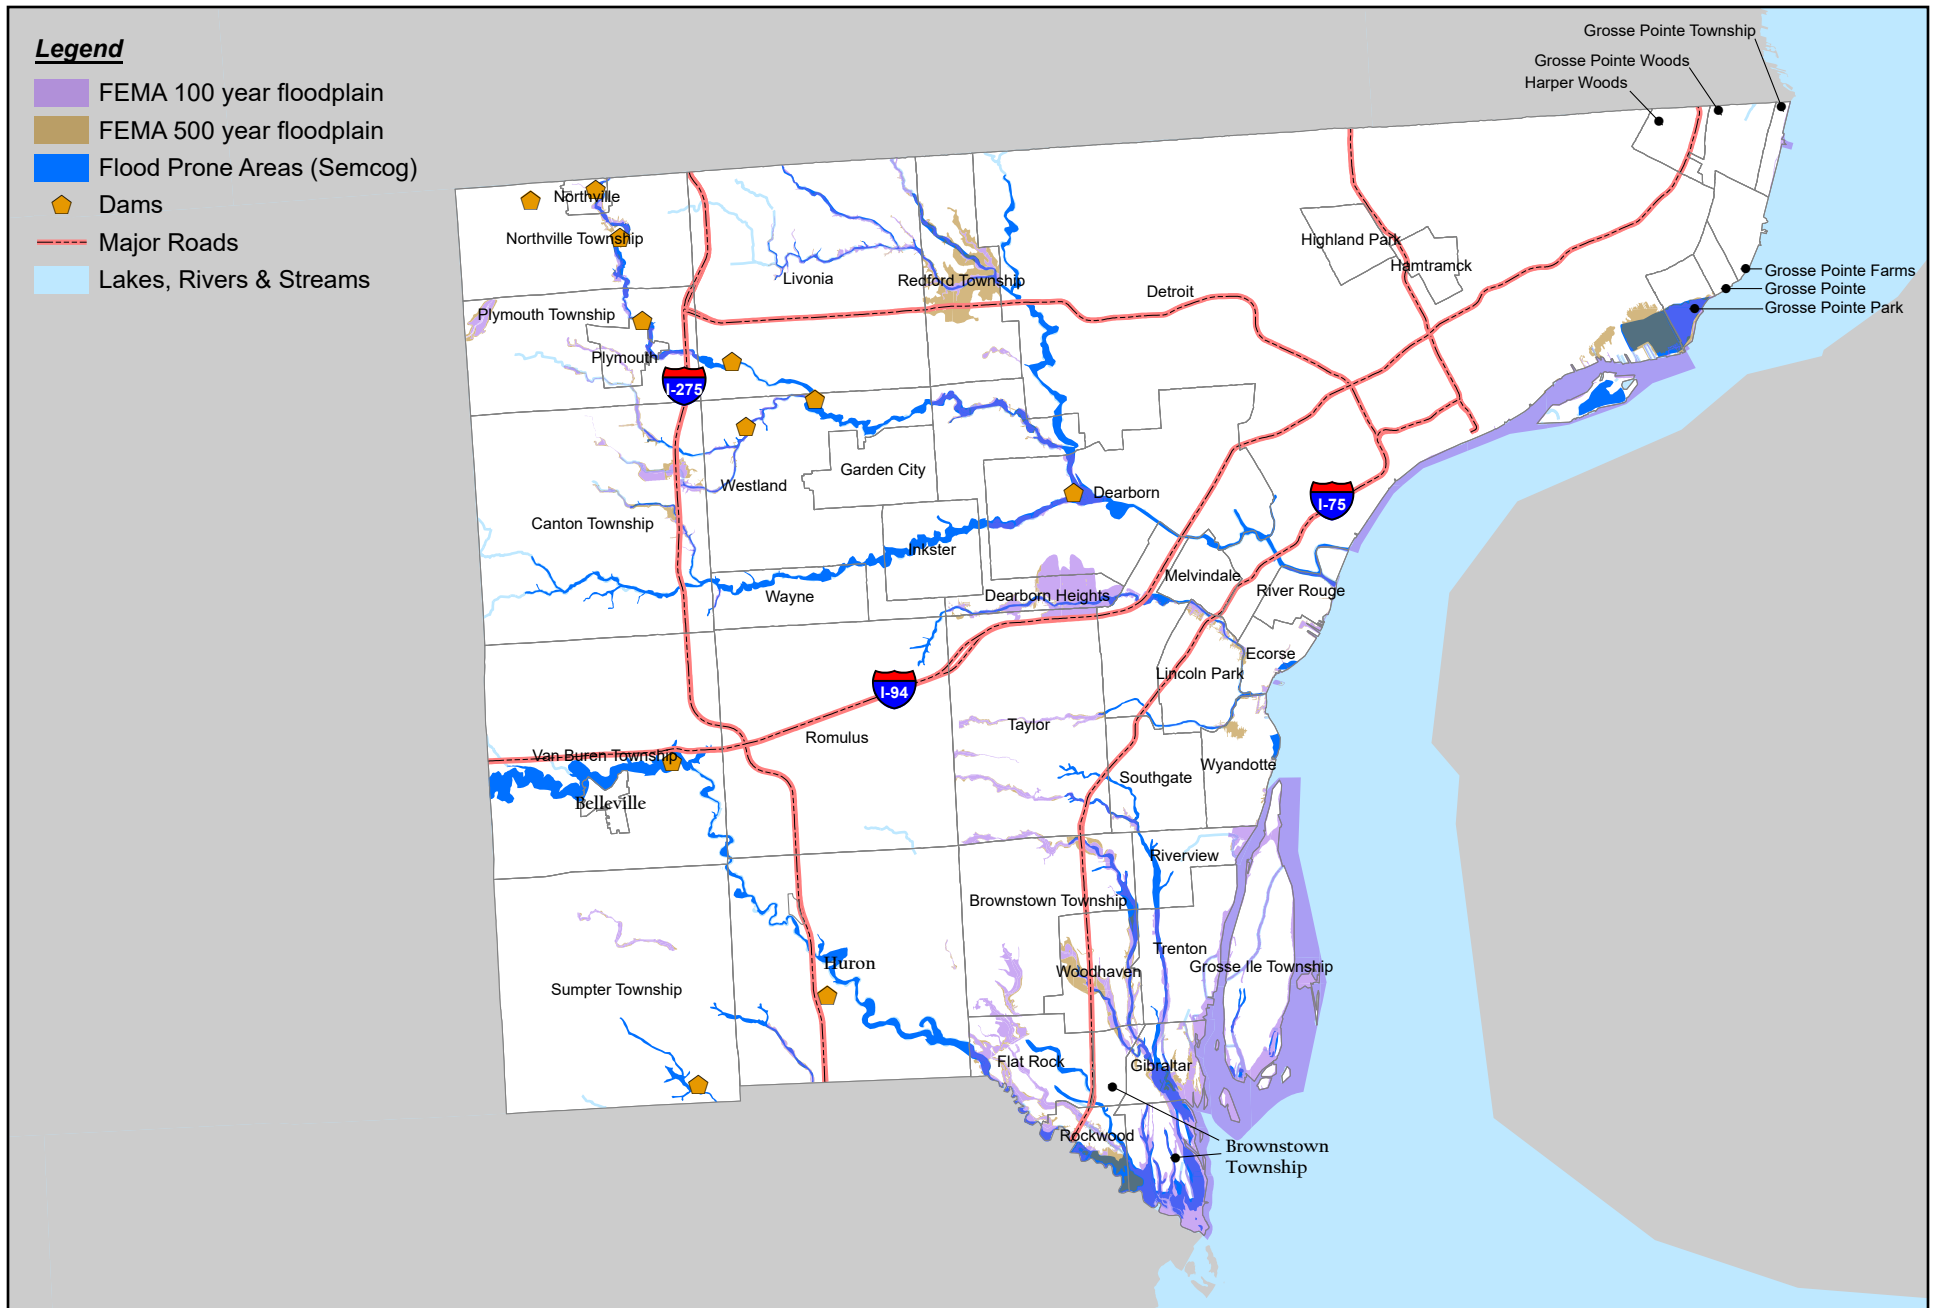 Legend
FEMA 100 year floodplain
FEMA 500 year floodplain
Flood Prone Areas (Semcog)
Dams
Major Roads
Lakes, Rivers & Streams
Grosse Pointe Township
Grosse Pointe Woods
Harper Woods
Northville
Northville Township
Highland Park
Hamtramck
Livonia
Redford Township
Detroit
Grosse Pointe Farms
Grosse Pointe
Grosse Pointe Park
Plymouth Township
Plymouth
I-275
Garden City
Westland
Dearborn
I-75
Canton Township
Inkster
Melvindale
River Rouge
Wayne
Dearborn Heights
Ecorse
Lincoln Park
I-94
Taylor
Romulus
Van Buren Township
Wyandotte
Southgate
Belleville
Riverview
Brownstown Township
Trenton
Grosse Ile Township
Woodhaven
Huron
Sumpter Township
Flat Rock
Gibraltar
Rockwood
Brownstown
Township